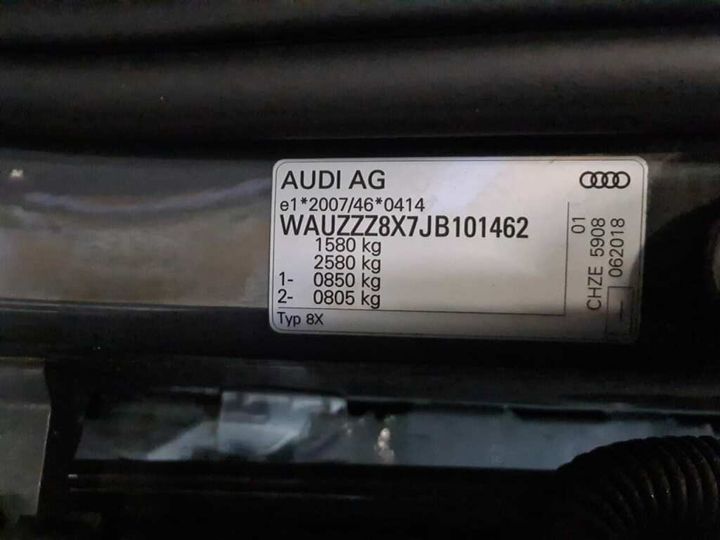 AUDI AG
e1*2007/46*0414
WAUZZZ8X7JB101462
1580 kg
2580 kg
1- 0850 kg
2- 0805 kg
Typ 8X
01
CHZE 5908
062018